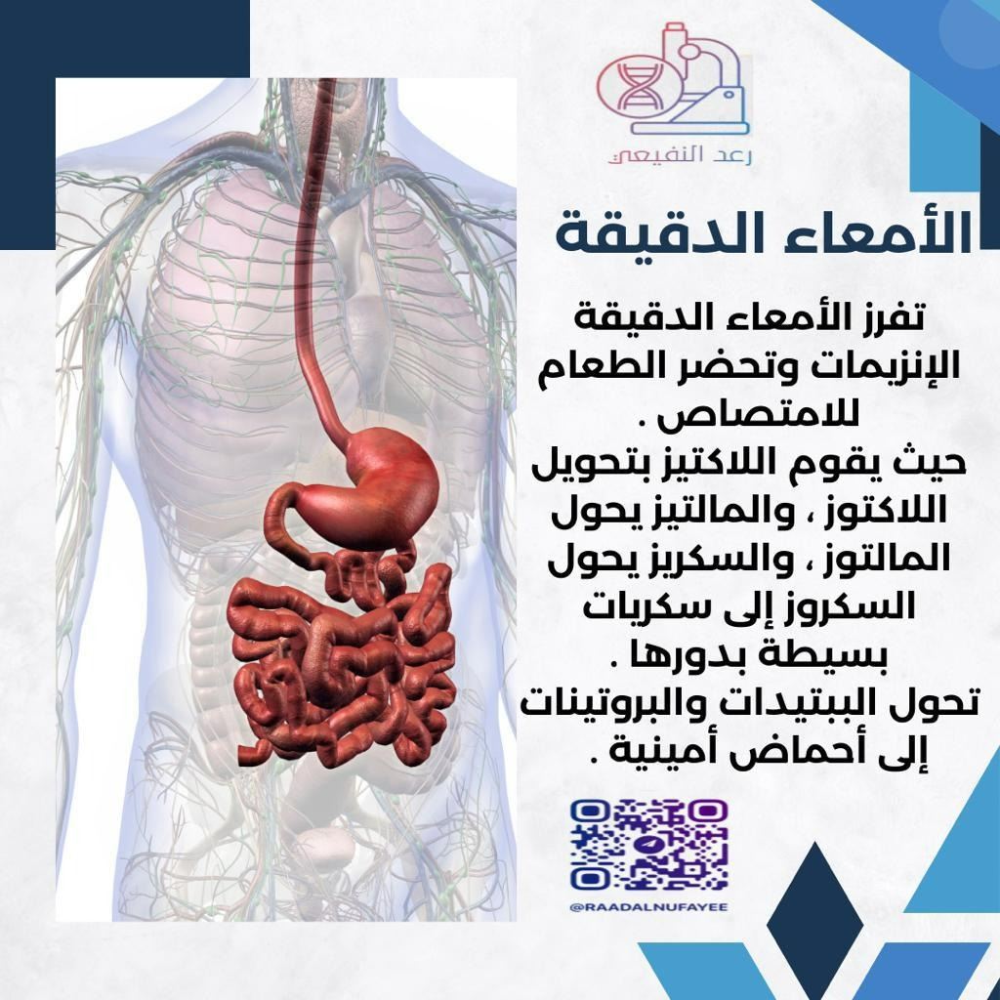 رعد النفيعي
الأمعاء الدقيقة
تفرز الأمعاء الدقيقة
الإنزيمات وتحضر الطعام
للامتصاص .
حيث يقوم اللاكتيز بتحويل
اللاكتوز ، والمالتيز يحول
المالتوز ، والسكريز يحول
السكروز إلى سكريات
بسيطة بدورها .
تحول الببتيدات والبروتينات
إلى أحماض أمينية .
@RAADALNUFAYEE